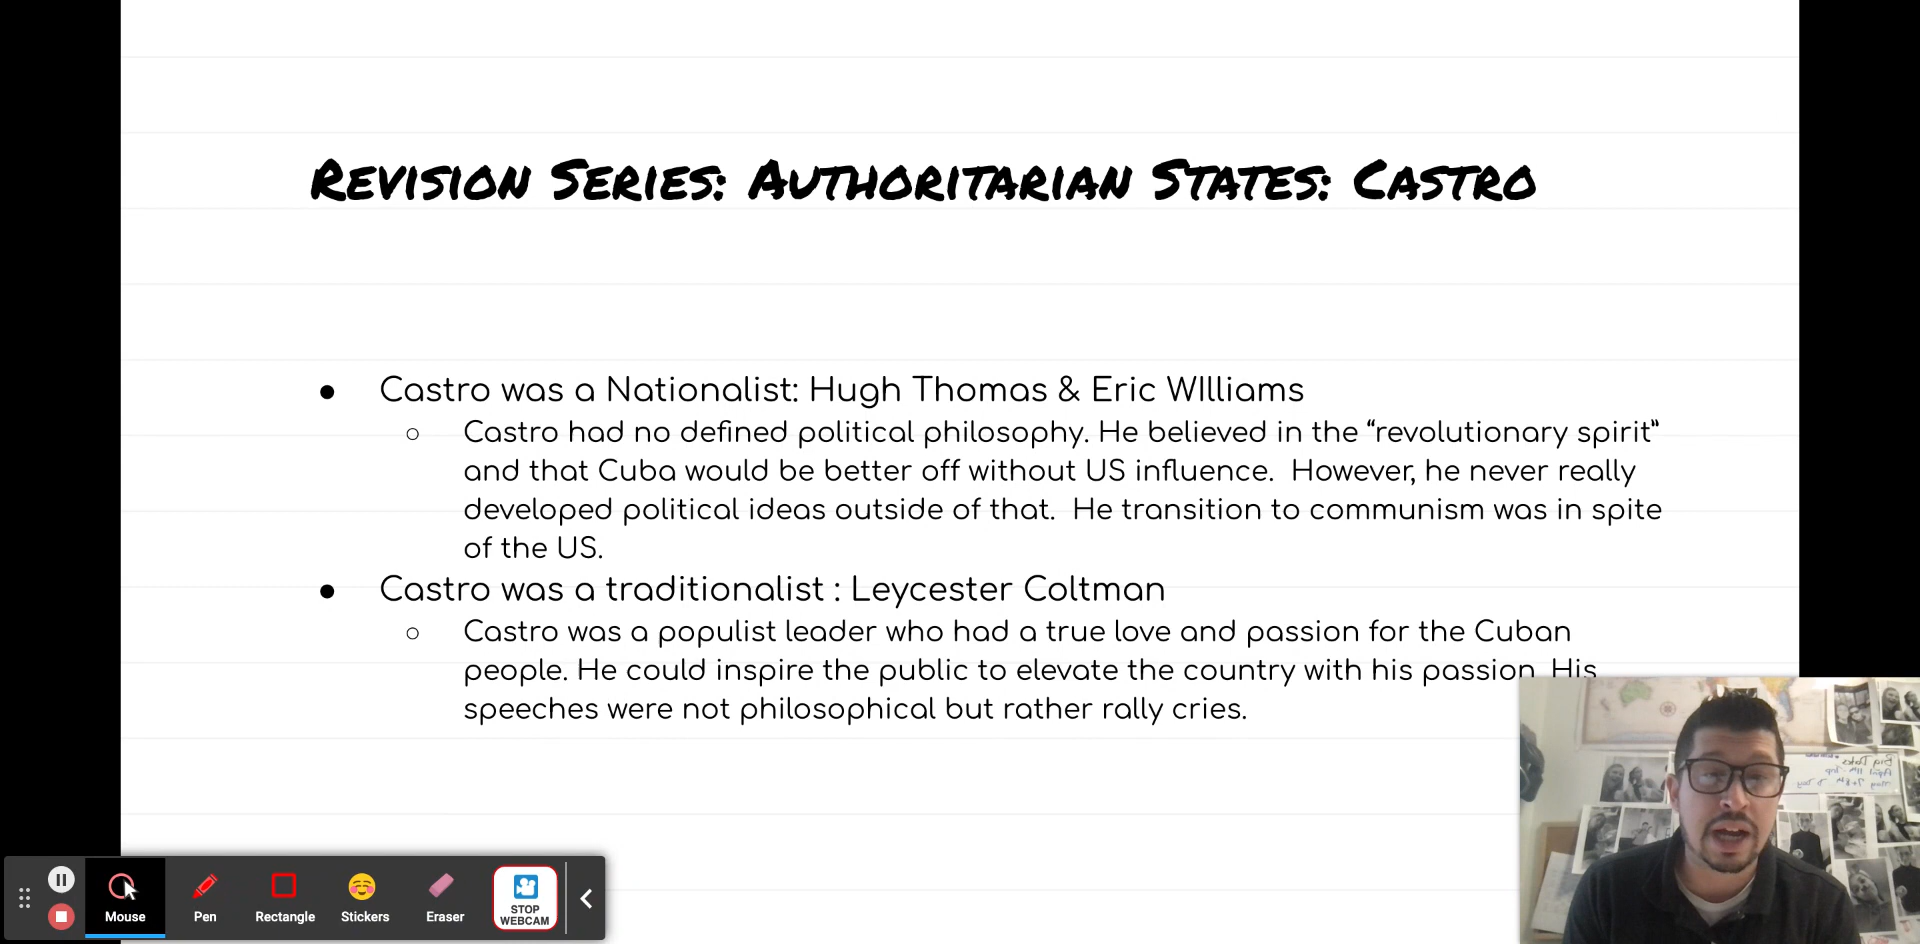 Revision Series: Authoritarian States: Castro
● Castro was a Nationalist: Hugh Thomas & Eric WIlliams
○ Castro had no defined political philosophy. He believed in the “revolutionary spirit”
and that Cuba would be better off without US influence.  However, he never really
developed political ideas outside of that.  He transition to communism was in spite
of the US.
● Castro was a traditionalist : Leycester Coltman
○ Castro was a populist leader who had a true love and passion for the Cuban
people. He could inspire the public to elevate the country with his passion. His
speeches were not philosophical but rather rally cries.
Big Dates
April
May
Mouse
Pen
Rectangle
Stickers
Eraser
STOP
WEBCAM